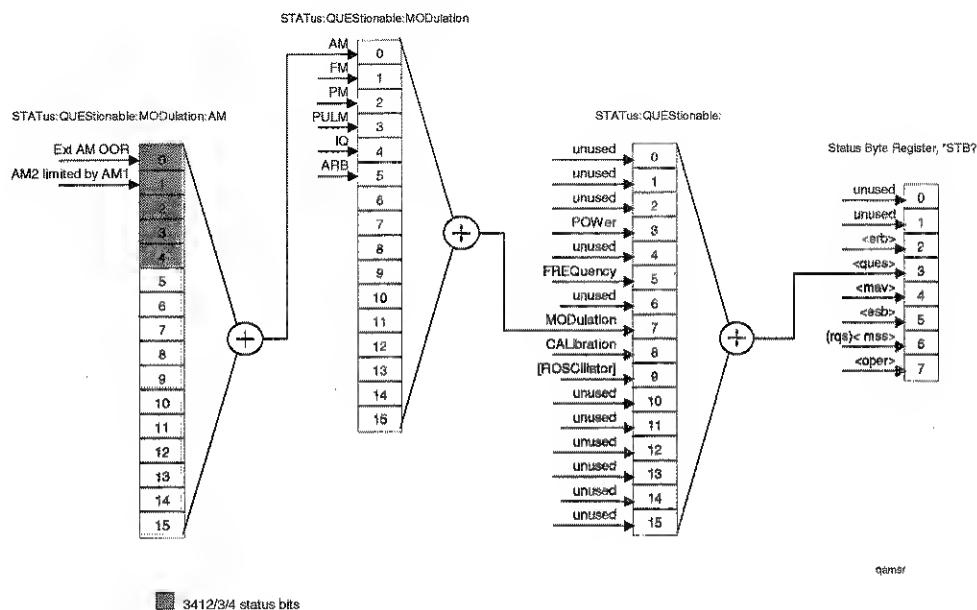 STATus:QUEStionable:MODulation
STATus:QUEStionable:MODulation:AM
STATus:QUEStionable:
Status Byte Register, *STB?
Ext AM OOR
AM2 limited by AM1
0
1
2
3
4
5
6
7
8
9
10
11
12
13
14
15
AM
FM
PM
PULM
IQ
ARB
0
1
2
3
4
5
6
7
8
9
10
11
12
13
14
15
unused 0
unused 1
unused 2
POWer 3
unused 4
FREQuency 5
unused 6
MODulation 7
CALibration 8
[ROSCillator] 9
unused 10
unused 11
unused 12
unused 13
unused 14
unused 15
unused 0
unused 1
<erb> 2
<ques> 3
<mav> 4
<esb> 5
(rqs)< mss> 6
<oper> 7
qamsr
3412/3/4 status bits